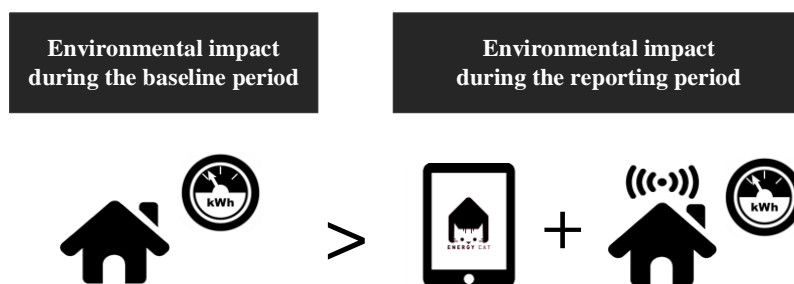 Environmental impact
during the baseline period
Environmental impact
during the reporting period
kWh
>
ENERGY CAT
+
kWh